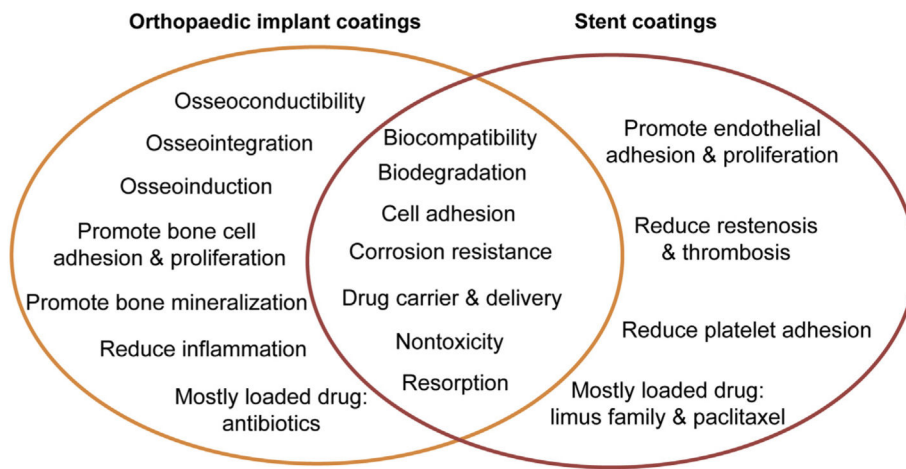 Orthopaedic implant coatings
Stent coatings
Osseoconductibility
Osseointegration
Osseoinduction
Promote bone cell
adhesion & proliferation
Promote bone mineralization
Reduce inflammation
Mostly loaded drug:
antibiotics
Biocompatibility
Biodegradation
Cell adhesion
Corrosion resistance
Drug carrier & delivery
Nontoxicity
Resorption
Promote endothelial
adhesion & proliferation
Reduce restenosis
& thrombosis
Reduce platelet adhesion
Mostly loaded drug:
limus family & paclitaxel